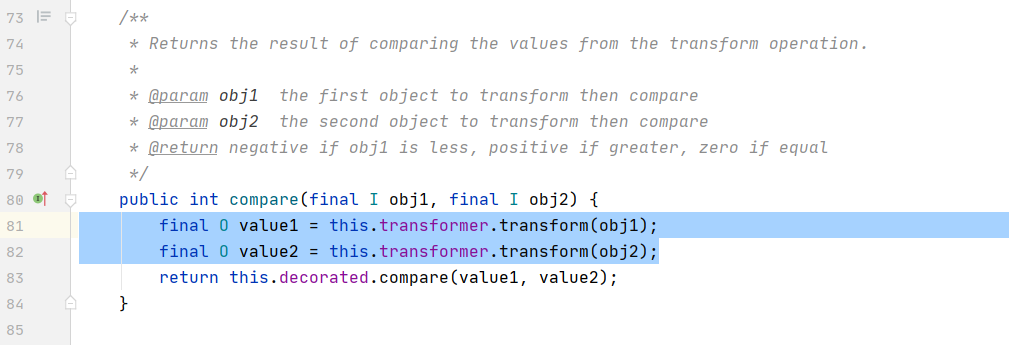 73 /**
74 * Returns the result of comparing the values from the transform operation.
75 *
76 * @param obj1  the first object to transform then compare
77 * @param obj2  the second object to transform then compare
78 * @return negative if obj1 is less, positive if greater, zero if equal
79 */
80 public int compare(final I obj1, final I obj2) {
81 final O value1 = this.transformer.transform(obj1);
82 final O value2 = this.transformer.transform(obj2);
83 return this.decorated.compare(value1, value2);
84 }
85